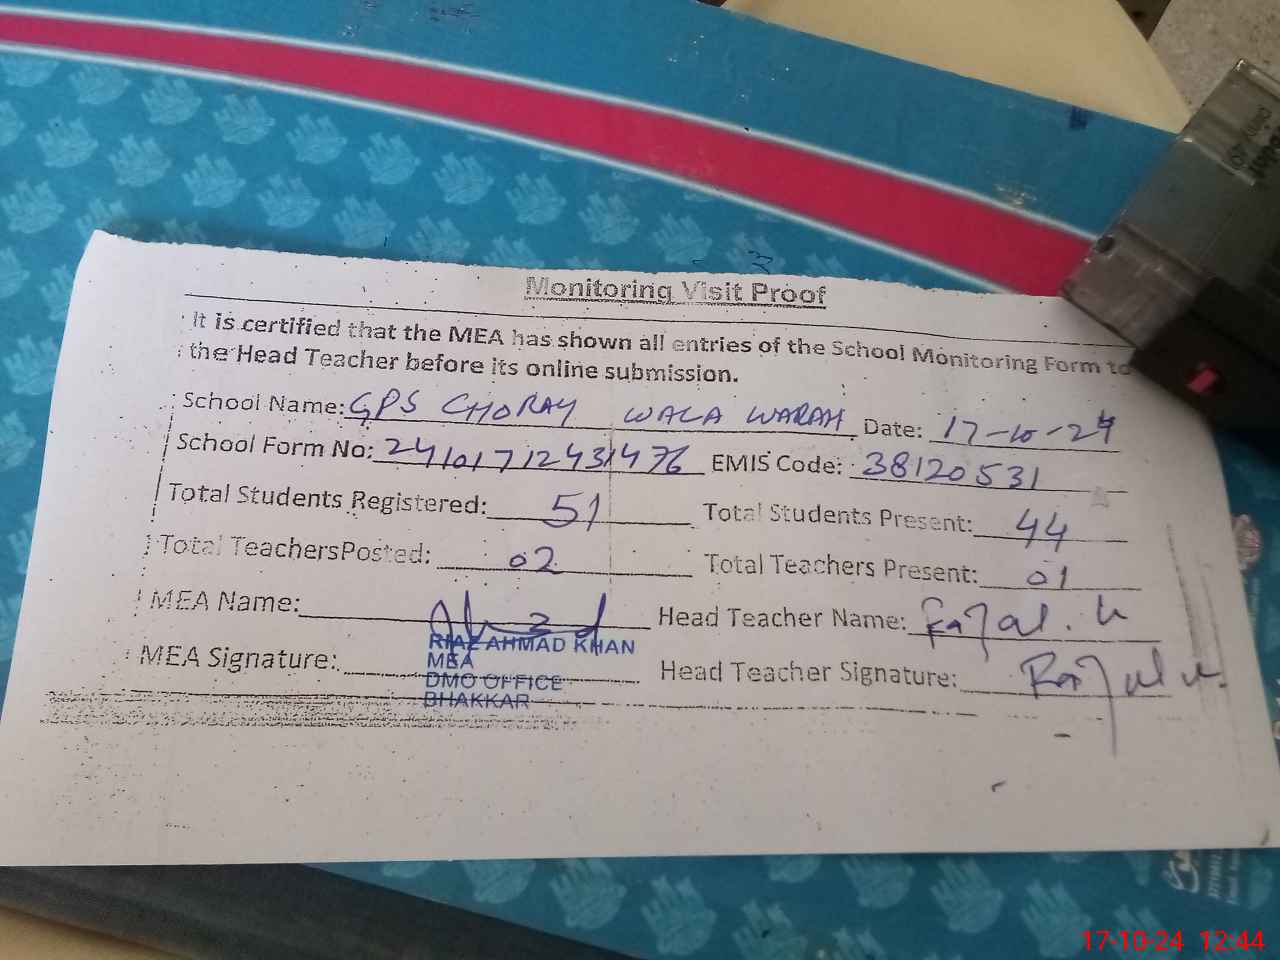 Monitoring Visit Proof
It is certified that the MEA has shown all entries of the School Monitoring Form to
the Head Teacher before its online submission.
School Name: GPS CHORAY WALA WARAH Date: 17-10-24
School Form No: 24101712431476 EMIS Code: 38120531
Total Students Registered: 51 Total Students Present: 44
Total TeachersPosted: 02 Total Teachers Present: 01
MEA Name: Head Teacher Name:
RIAZ AHMAD KHAN
MEA
MEA Signature: Head Teacher Signature:
DMO OFFICE
BHAKKAR
17-10-24 12:44